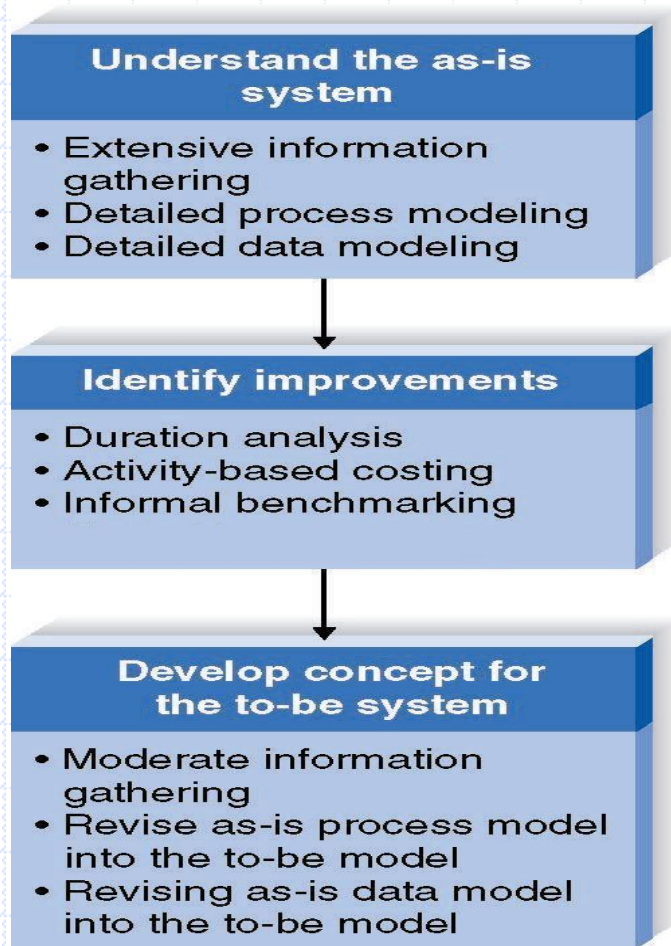 Understand the as-is
system
• Extensive information
gathering
• Detailed process modeling
• Detailed data modeling
Identify improvements
• Duration analysis
• Activity-based costing
• Informal benchmarking
Develop concept for
the to-be system
• Moderate information
gathering
• Revise as-is process model
into the to-be model
• Revising as-is data model
into the to-be model